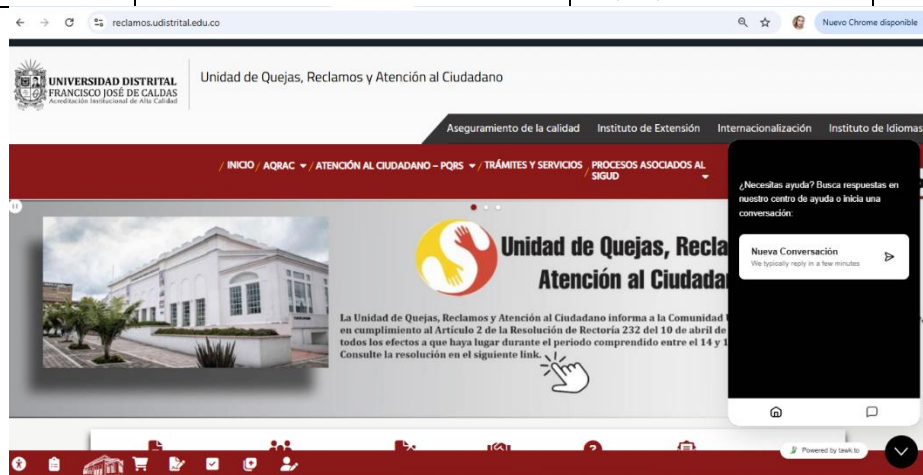 reclamos.udistrital.edu.co
Nuevo Chrome disponible
UNIVERSIDAD DISTRITAL
FRANCISCO JOSÉ DE CALDAS
Acreditación Institucional de Alta Calidad
Unidad de Quejas, Reclamos y Atención al Ciudadano
Aseguramiento de la calidad Instituto de Extensión Internacionalización Instituto de Idiomas
/ INICIO / AQRAC / ATENCIÓN AL CIUDADANO – PQRS / TRÁMITES Y SERVICIOS / PROCESOS ASOCIADOS AL
SIGUD
¿Necesitas ayuda? Busca respuestas en
nuestro centro de ayuda o inicia una
conversación:
Nueva Conversación
We typically reply in a few minutes
Unidad de Quejas, Recla
Atención al Ciudada
La Unidad de Quejas, Reclamos y Atención al Ciudadano informa a la Comunidad
en cumplimiento al Artículo 2 de la Resolución de Rectoría 232 del 10 de abril de
todos los efectos a que haya lugar durante el periodo comprendido entre el 14 y 1
Consulte la resolución en el siguiente link.
Powered by tawk.to